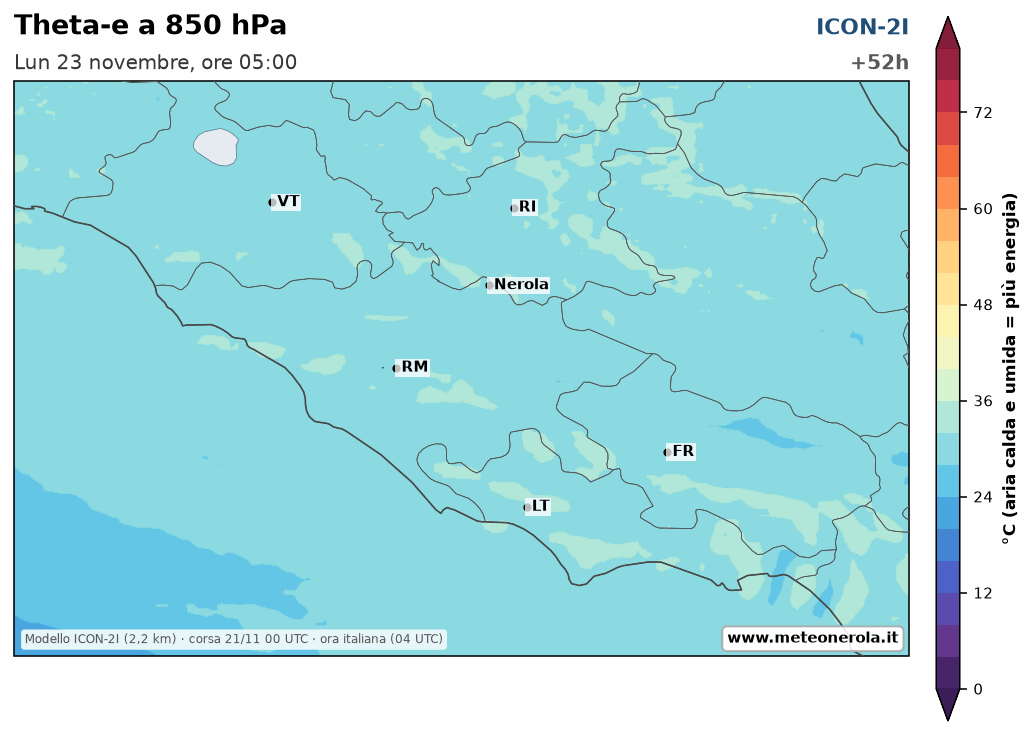 Theta-e a 850 hPa
ICON-2I
Lun 23 novembre, ore 05:00
+52h
VT
RI
Nerola
RM
FR
LT
Modello ICON-2I (2,2 km) · corsa 21/11 00 UTC · ora italiana (04 UTC)
www.meteonerola.it
72
60
48
36
24
12
0
°C (aria calda e umida = più energia)